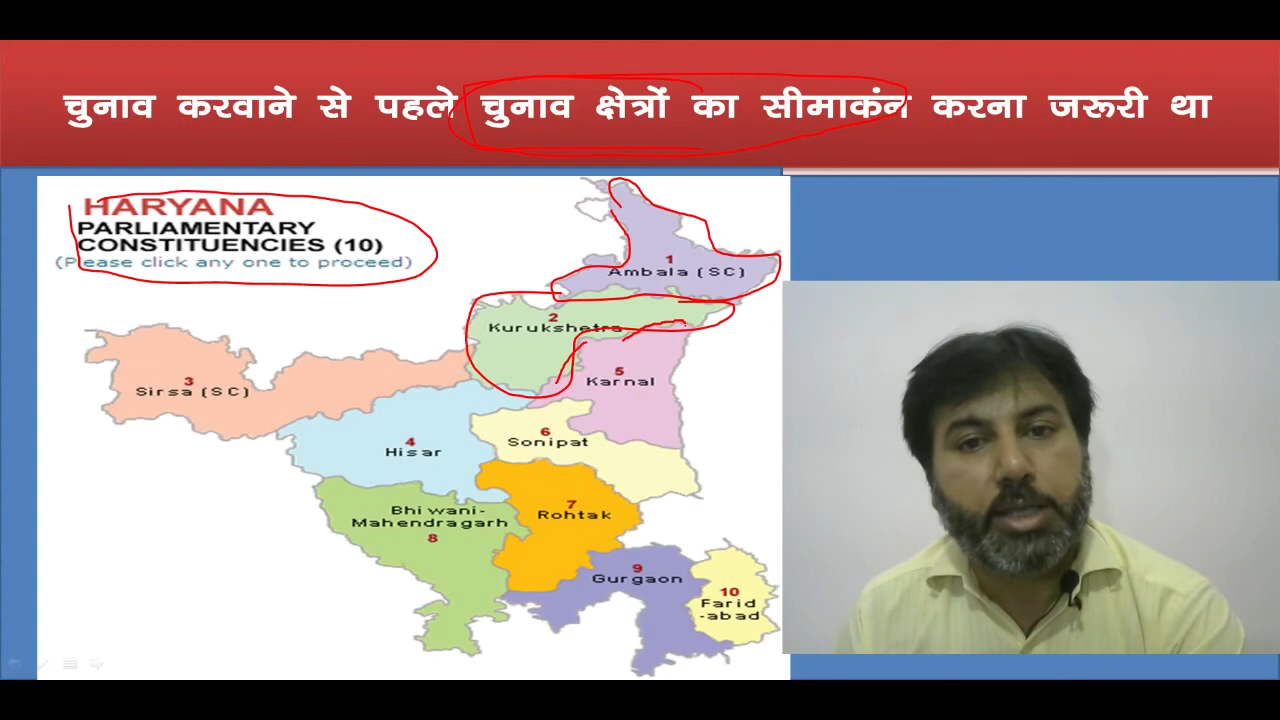 चुनाव करवाने से पहले चुनाव क्षेत्रों का सीमाकंन करना जरूरी था
HARYANA
PARLIAMENTARY
CONSTITUENCIES (10)
(Please click any one to proceed)
1
Ambala (SC)
2
Kurukshetra
3
Sirsa (SC)
5
Karnal
4
Hisar
6
Sonipat
7
Rohtak
Bhiwani-
Mahendragarh
8
9
Gurgaon
10
Farid
-abad